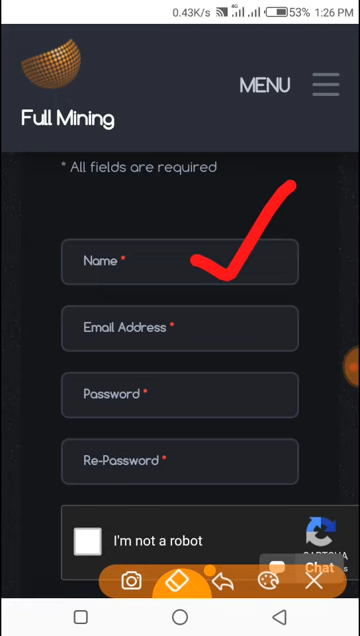 0.43K/s 4G 53% 1:26 PM
MENU
Full Mining
* All fields are required
Name *
Email Address *
Password *
Re-Password *
I'm not a robot
Chat